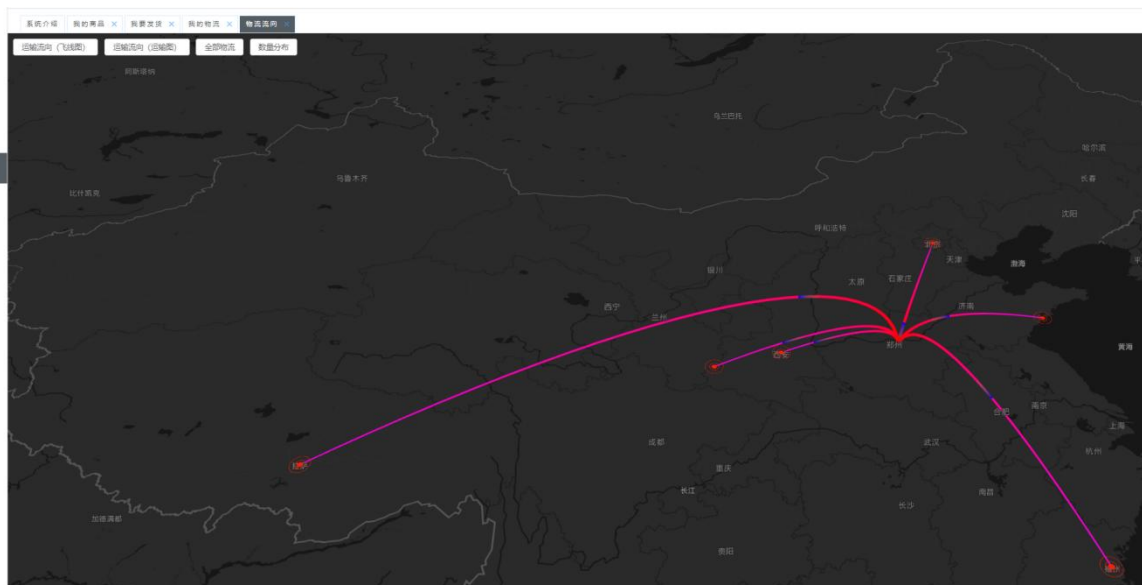 系统介绍 我的商品 × 我要发货 × 我的物流 × 物流流向 ×
运输流向（飞线图） 运输流向（运输图） 全部物流 数量分布
阿斯塔纳
乌兰巴托
哈尔滨
乌鲁木齐
长春
比什凯克
沈阳
呼和浩特
天津
渤海
平
银川
石家庄
太原
西宁
济南
兰州
郑州
黄海
西安
南京
合肥
上海
成都
武汉
杭州
重庆
长江
南昌
长沙
加德满都
贵阳